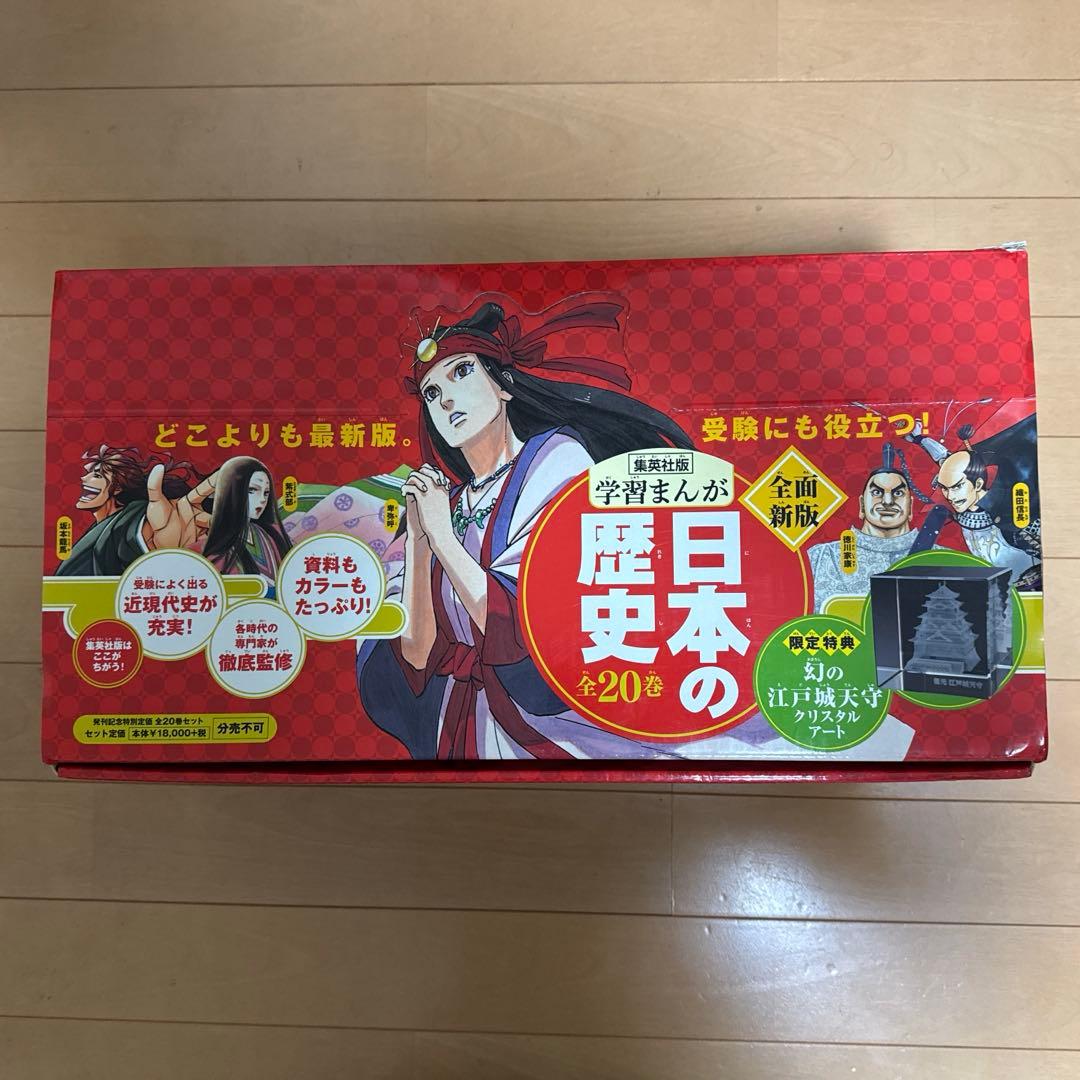 どこよりも最新版。
受験にも役立つ!
集英社版
学習まんが
日本の
歴史
全20巻
全面
新版
坂本龍馬
紫式部
卑弥呼
徳川家康
織田信長
受験によく出る
近現代史が
充実!
資料も
カラーも
たっぷり!
各時代の
専門家が
徹底監修
集英社版は
ここが
ちがう!
限定特典
幻の
江戸城天守
クリスタル
アート
復元 江戸城天守
発刊記念特別定価 全20巻セット
セット定価 本体¥18,000+税
分売不可